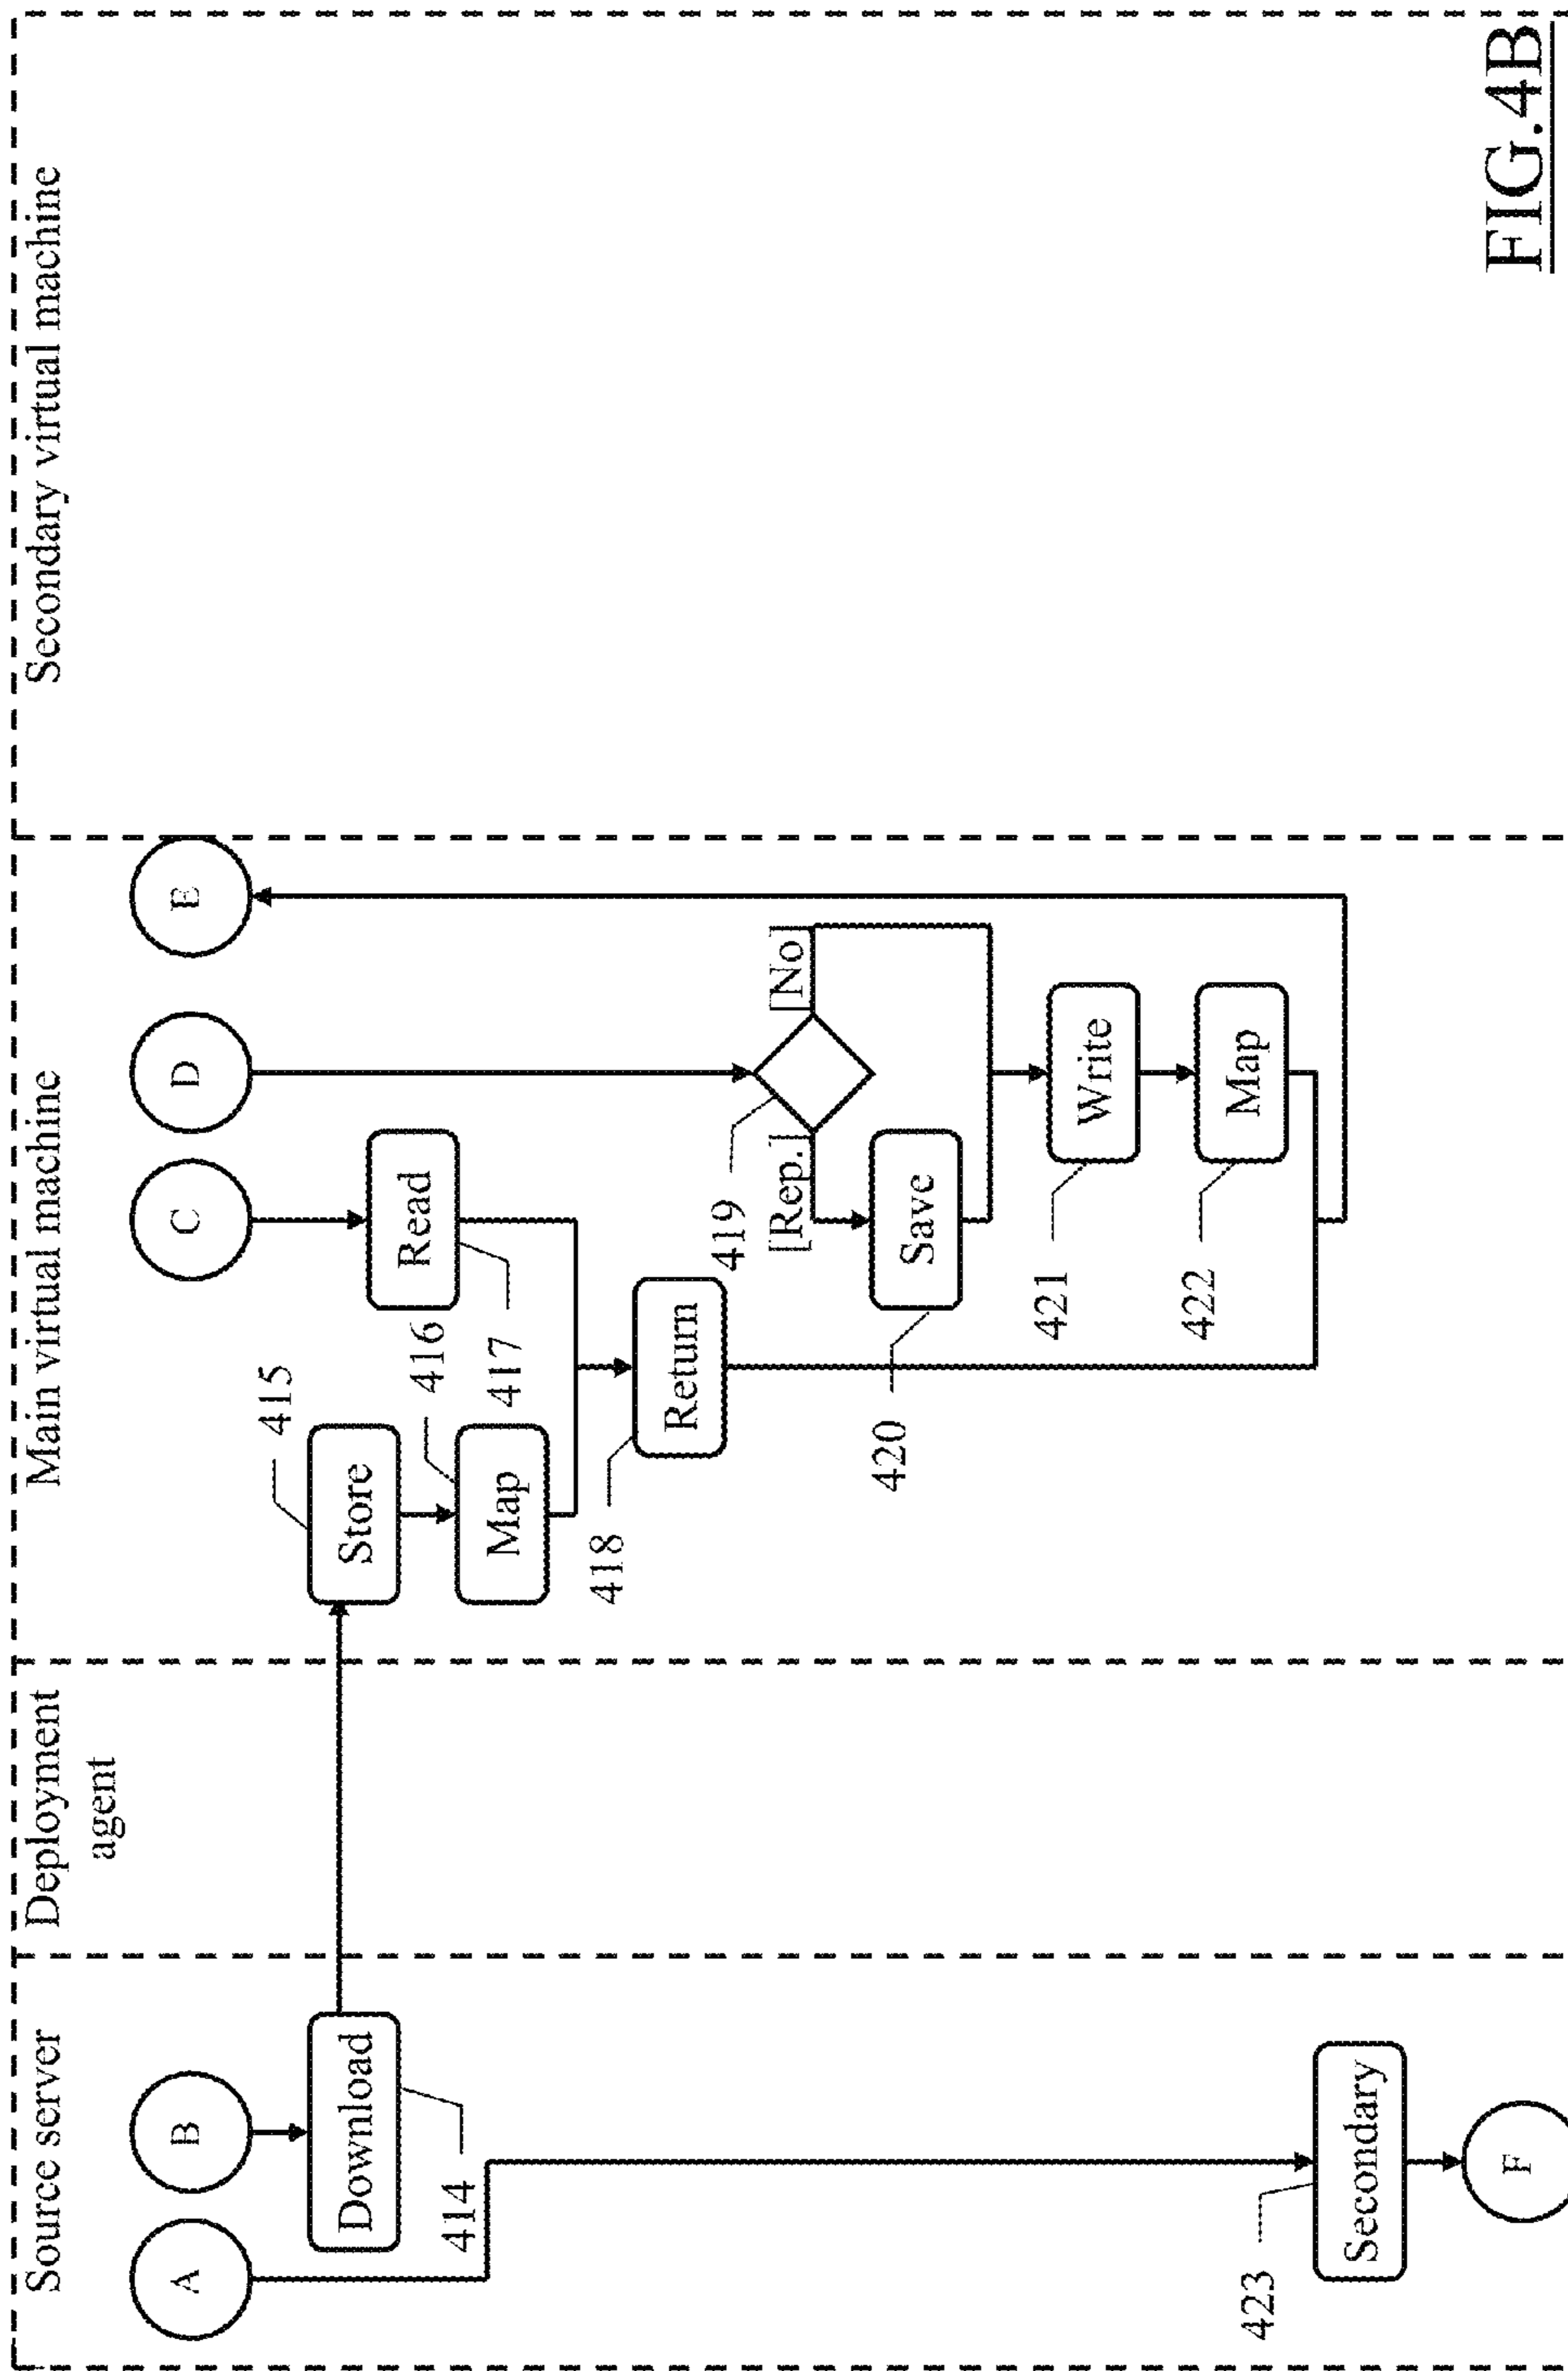 Source server
Deployment
agent
Main virtual machine
Secondary virtual machine
A
B
C
D
E
415
Download
Store
Read
414
416
Map
417
418
Return
419
[Rep.]
[No]
420
Save
421
Write
422
Map
423
Secondary
F
FIG.4B